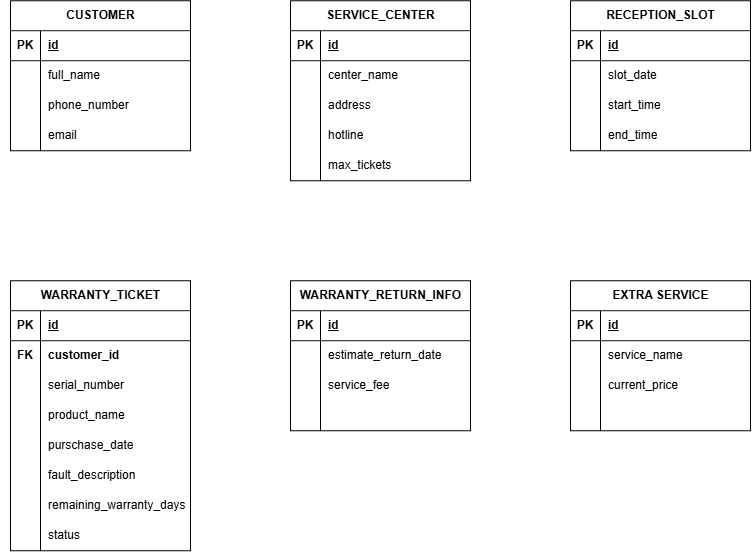 CUSTOMER
PK id
full_name
phone_number
email
SERVICE_CENTER
PK id
center_name
address
hotline
max_tickets
RECEPTION_SLOT
PK id
slot_date
start_time
end_time
WARRANTY_TICKET
PK id
FK customer_id
serial_number
product_name
purschase_date
fault_description
remaining_warranty_days
status
WARRANTY_RETURN_INFO
PK id
estimate_return_date
service_fee
EXTRA SERVICE
PK id
service_name
current_price